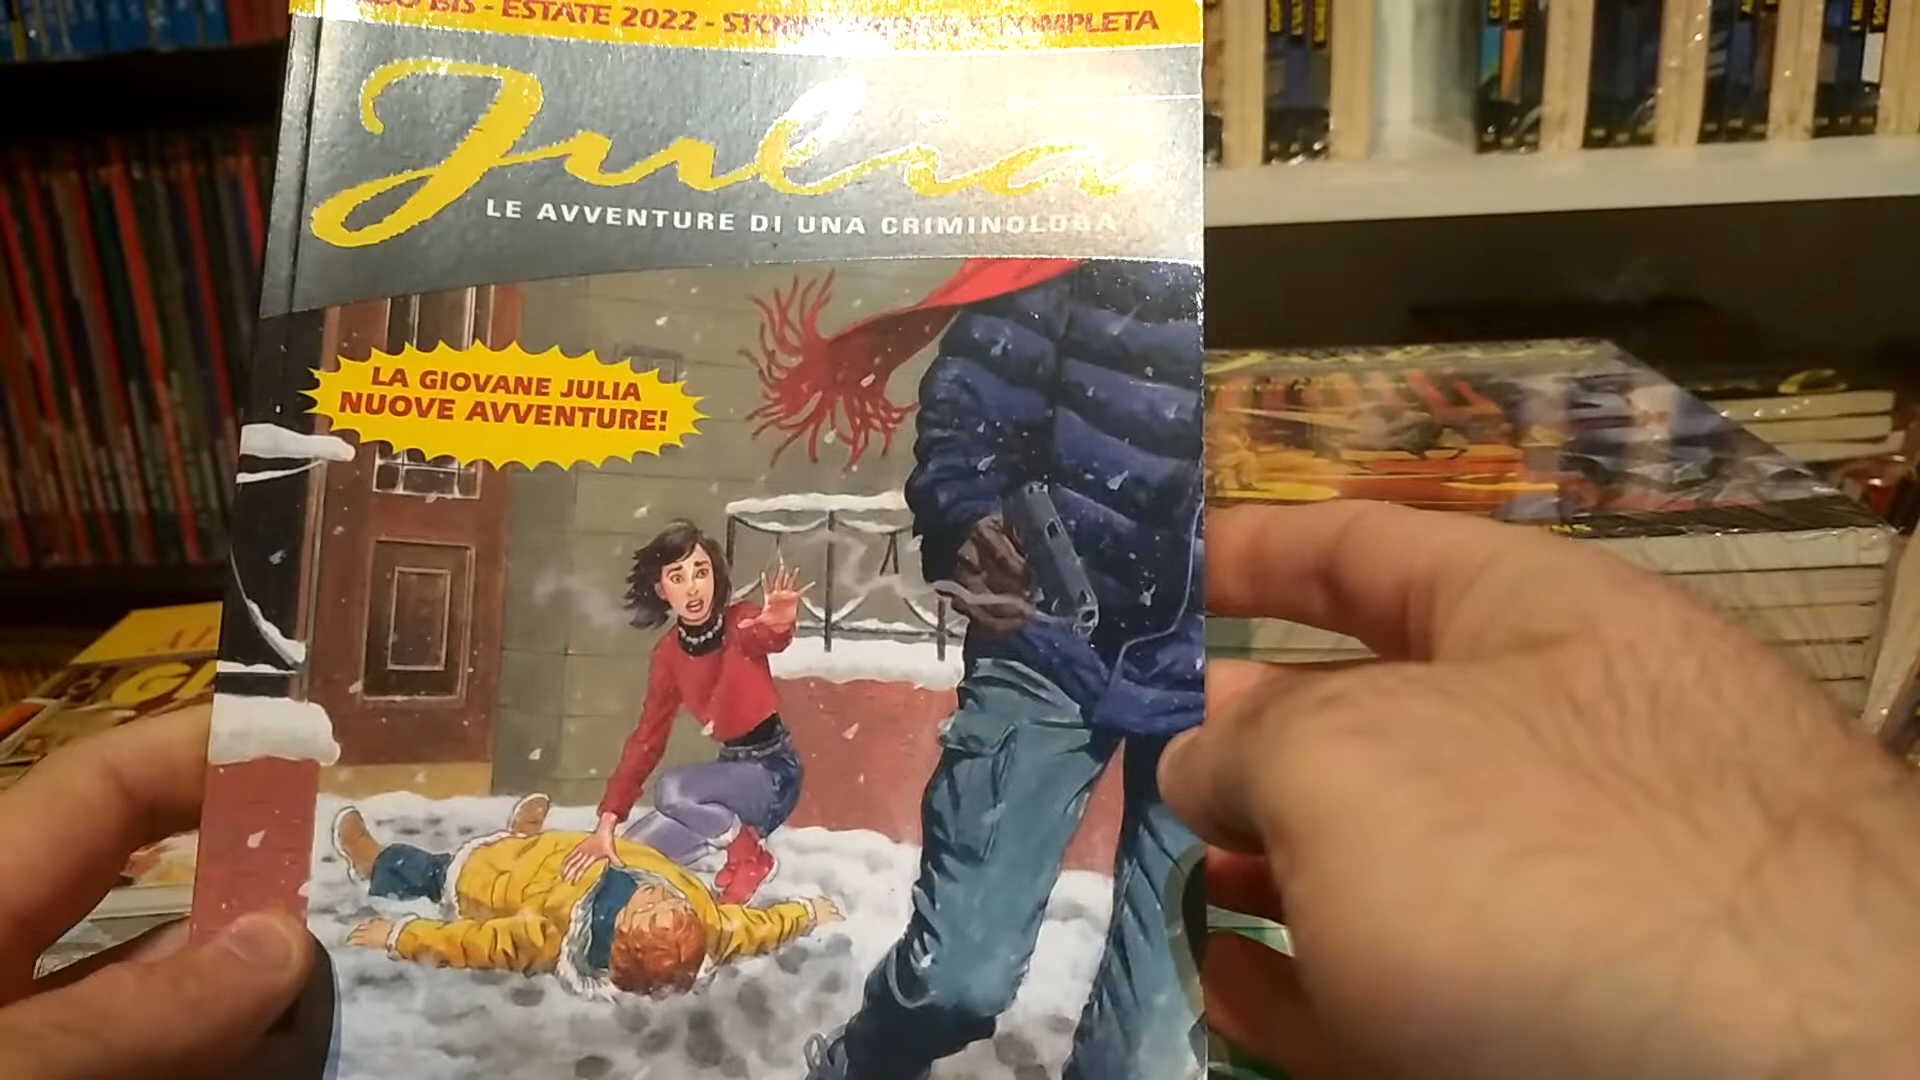 BIS - ESTATE 2022 - STORIA COMPLETA
Julia
LE AVVENTURE DI UNA CRIMINOLOGA
LA GIOVANE JULIA
NUOVE AVVENTURE!